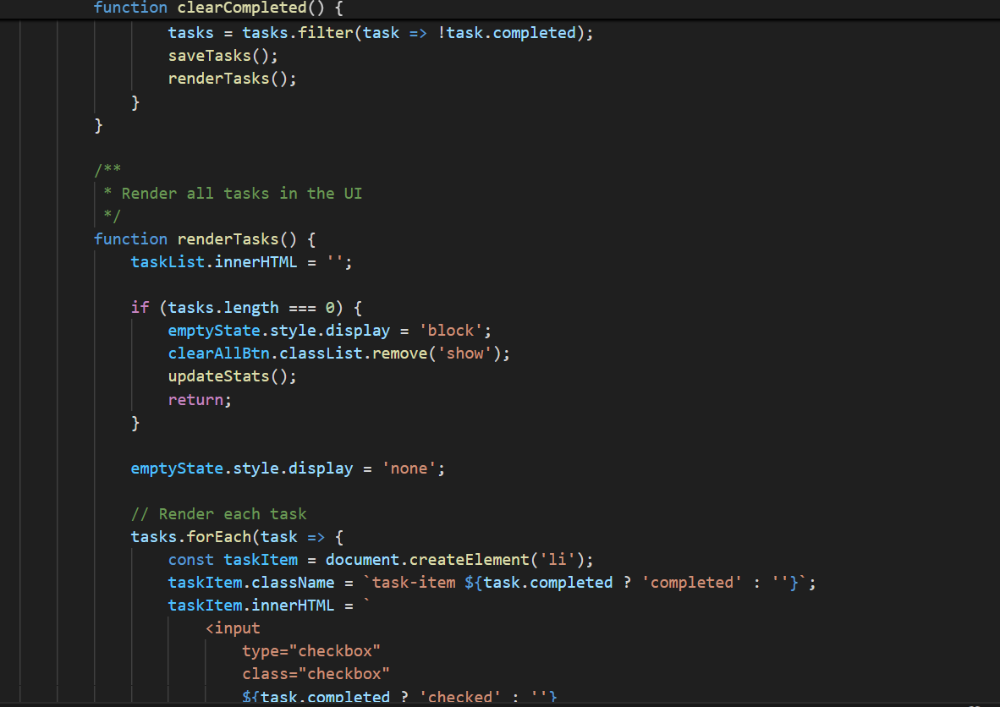 function clearCompleted() {
tasks = tasks.filter(task => !task.completed);
saveTasks();
renderTasks();
}
}
/**
* Render all tasks in the UI
*/
function renderTasks() {
taskList.innerHTML = '';
if (tasks.length === 0) {
emptyState.style.display = 'block';
clearAllBtn.classList.remove('show');
updateStats();
return;
}
emptyState.style.display = 'none';
// Render each task
tasks.forEach(task => {
const taskItem = document.createElement('li');
taskItem.className = `task-item ${task.completed ? 'completed' : ''}`;
taskItem.innerHTML = `
<input
type="checkbox"
class="checkbox"
${task.completed ? 'checked' : ''}